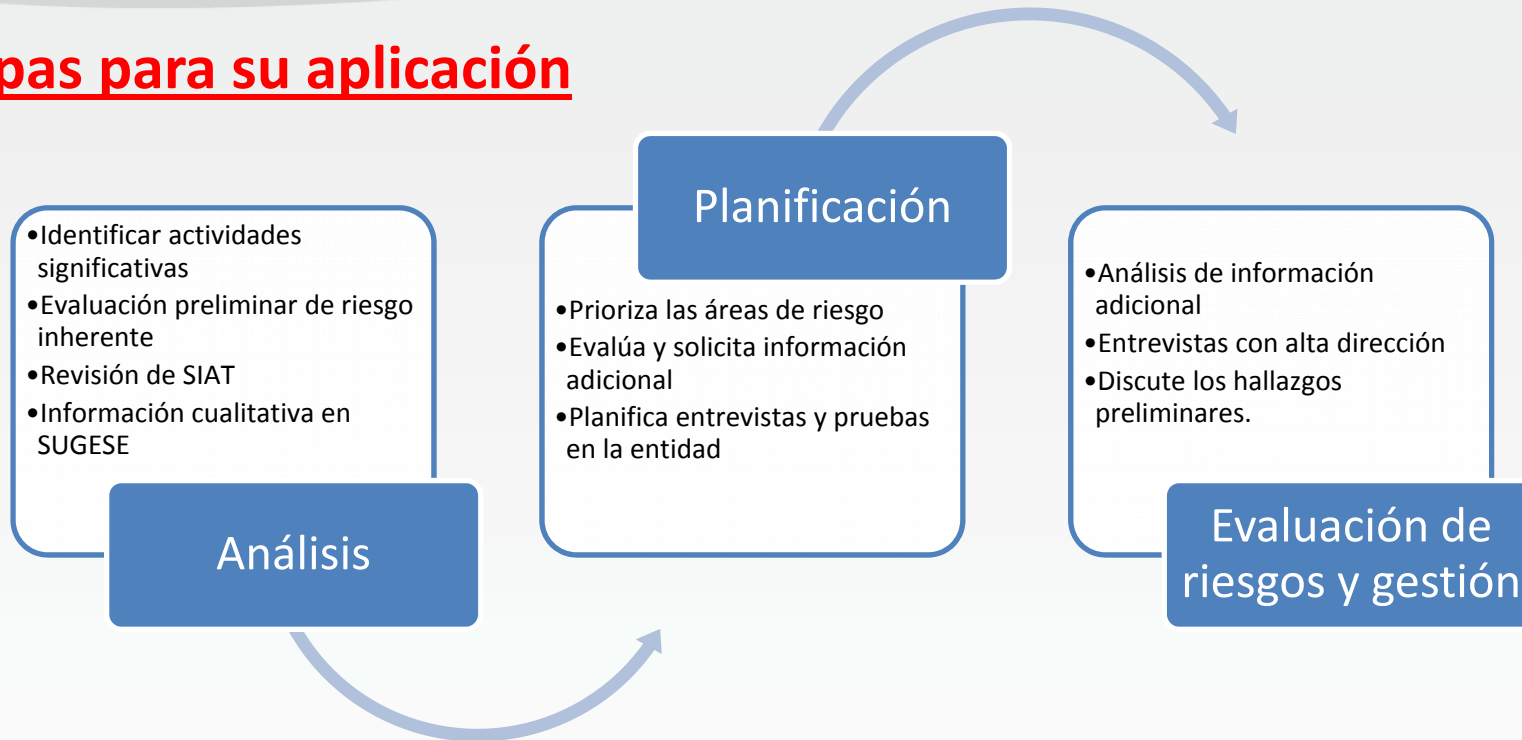 pas para su aplicación
•Identificar actividades
significativas
•Evaluación preliminar de riesgo
inherente
•Revisión de SIAT
•Información cualitativa en
SUGESE
Análisis
Planificación
•Prioriza las áreas de riesgo
•Evalúa y solicita información
adicional
•Planifica entrevistas y pruebas
en la entidad
•Análisis de información
adicional
•Entrevistas con alta dirección
•Discute los hallazgos
preliminares.
Evaluación de
riesgos y gestión